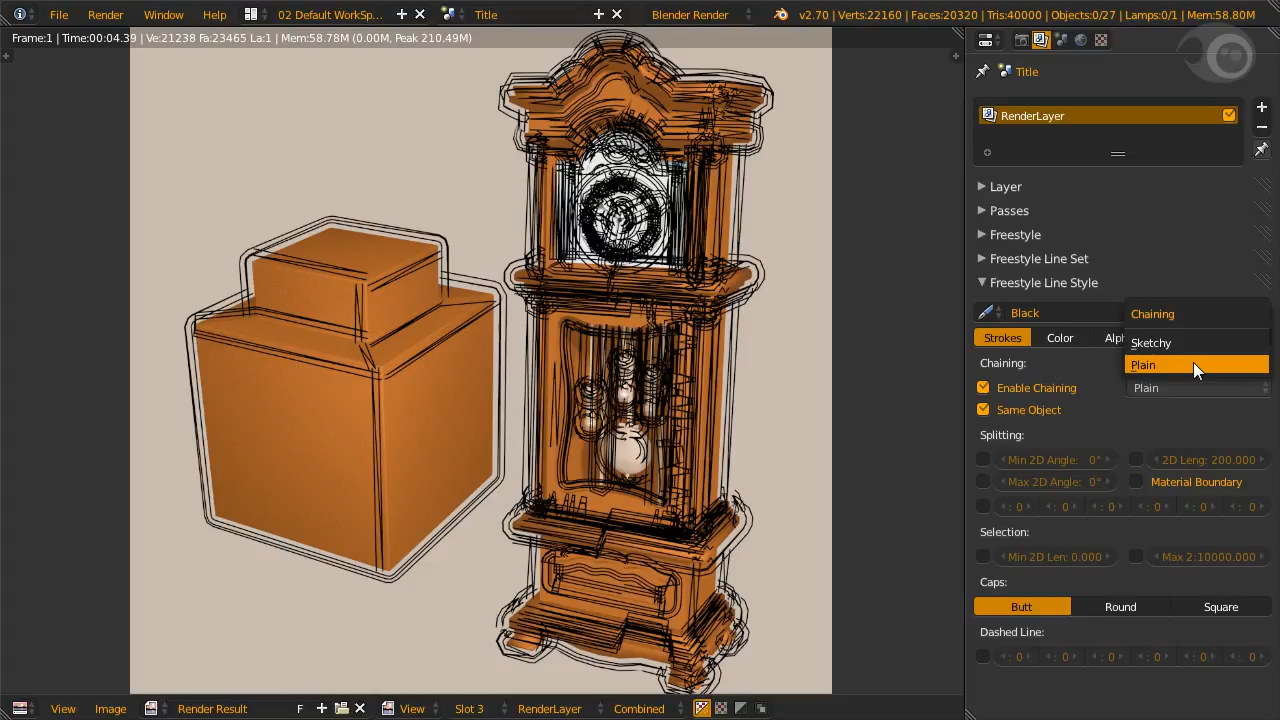 File Render Window Help 02 Default WorkSp... Title Blender Render v2.70 | Verts:22160 | Faces:20320 | Tris:40000 | Objects:0/27 | Lamps:0/1 | Mem:58.80M
Frame:1 | Time:00:04.39 | Ve:21238 Fa:23465 La:1 | Mem:58.78M (0.00M, Peak 210.49M)
Title
RenderLayer
Layer
Passes
Freestyle
Freestyle Line Set
Freestyle Line Style
Black Chaining
Strokes Color Alp Sketchy
Chaining: Plain
Enable Chaining Plain
Same Object
Splitting:
Min 2D Angle: 0° 2D Leng: 200.000
Max 2D Angle: 0° Material Boundary
: 0 : 0 : 0 : 0 : 0 : 0
Selection:
Min 2D Len: 0.000 Max 2:10000.000
Caps:
Butt Round Square
Dashed Line:
: 0 : 0 : 0 : 0 : 0 : 0
View Image Render Result F View Slot 3 RenderLayer Combined